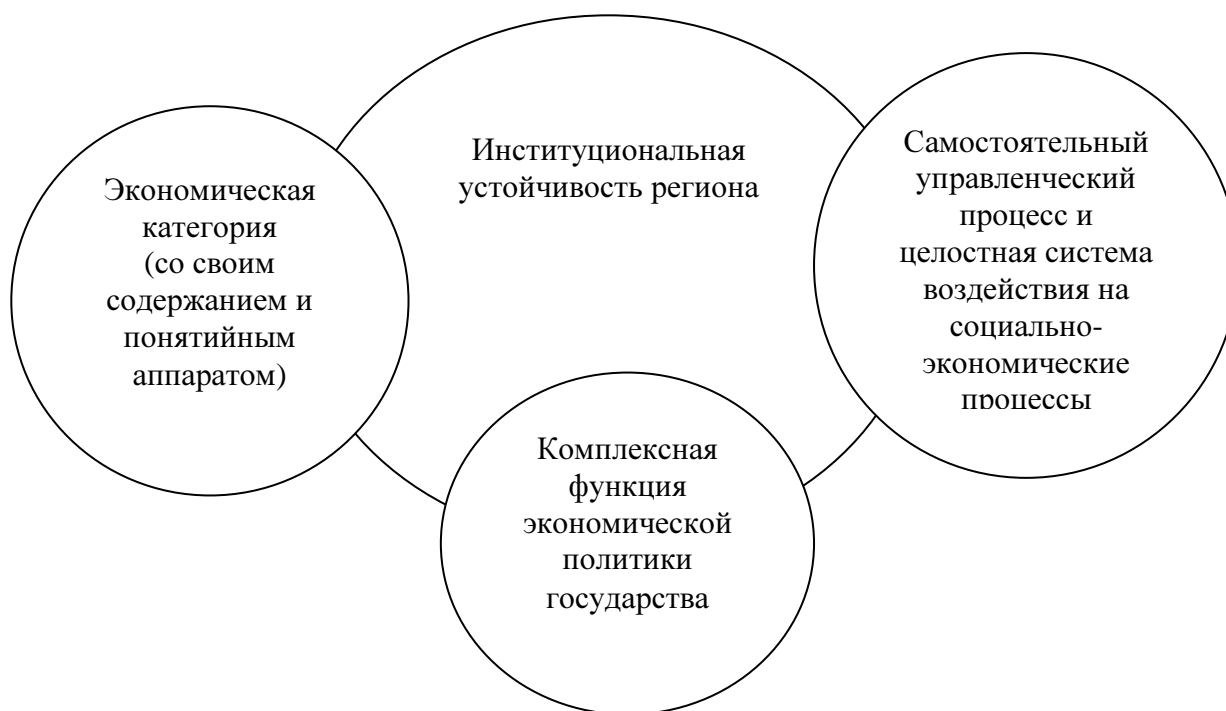 Институциональная
устойчивость региона
Экономическая
категория
(со своим
содержанием и
понятийным
аппаратом)
Самостоятельный
управленческий
процесс и
целостная система
воздействия на
социально-
экономические
процессы
Комплексная
функция
экономической
политики
государства